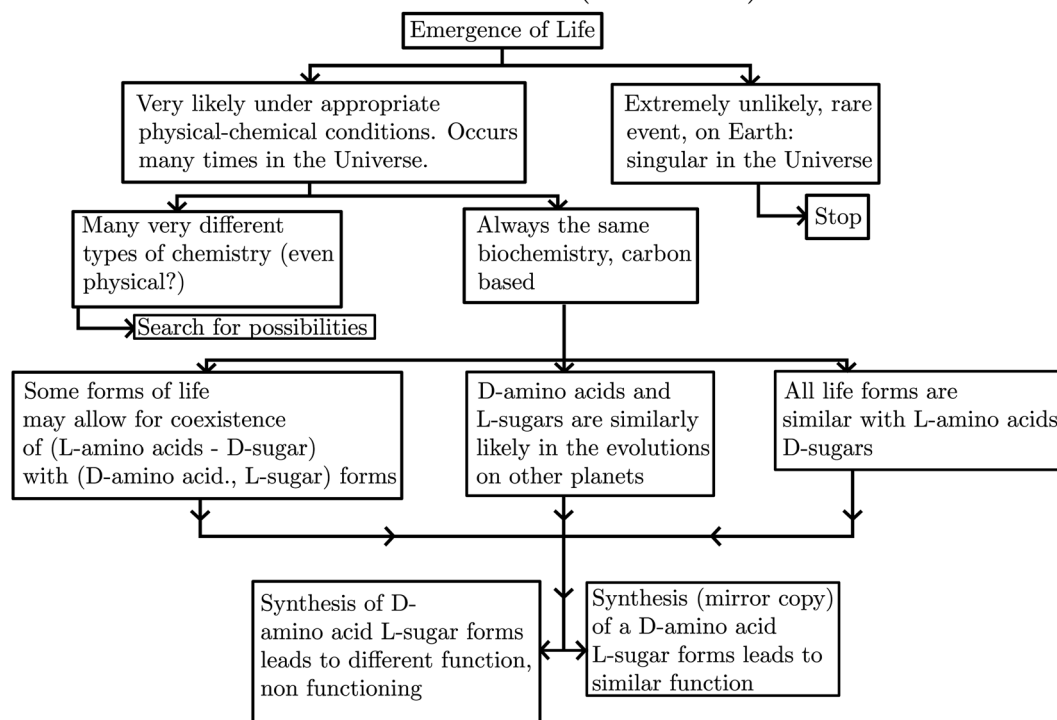 Emergence of Life
Very likely under appropriate
physical-chemical conditions. Occurs
many times in the Universe.
Extremely unlikely, rare
event, on Earth:
singular in the Universe
Stop
Many very different
types of chemistry (even
physical?)
Always the same
biochemistry, carbon
based
Search for possibilities
Some forms of life
may allow for coexistence
of (L-amino acids - D-sugar)
with (D-amino acid., L-sugar) forms
D-amino acids and
L-sugars are similarly
likely in the evolutions
on other planets
All life forms are
similar with L-amino acids
D-sugars
Synthesis of D-
amino acid L-sugar forms
leads to different function,
non functioning
Synthesis (mirror copy)
of a D-amino acid
L-sugar forms leads to
similar function